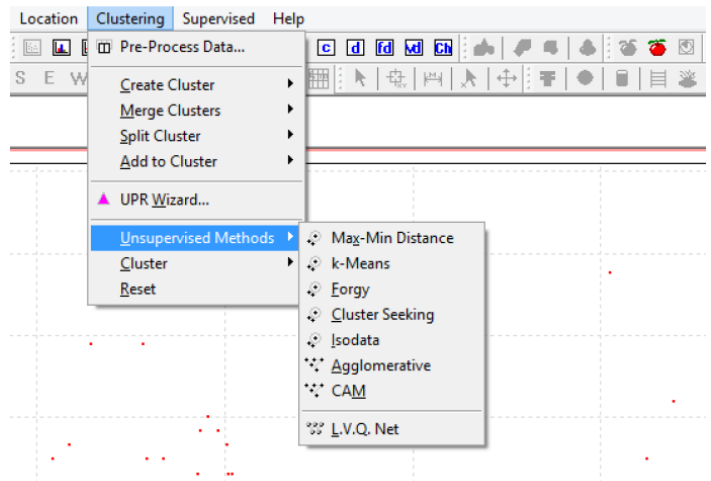 Location Clustering Supervised Help
Pre-Process Data...
c d fd vd Ch
S E W
Create Cluster
Merge Clusters
Split Cluster
Add to Cluster
UPR Wizard...
Unsupervised Methods
Cluster
Reset
Max-Min Distance
k-Means
Forgy
Cluster Seeking
Isodata
Agglomerative
CAM
L.V.Q. Net